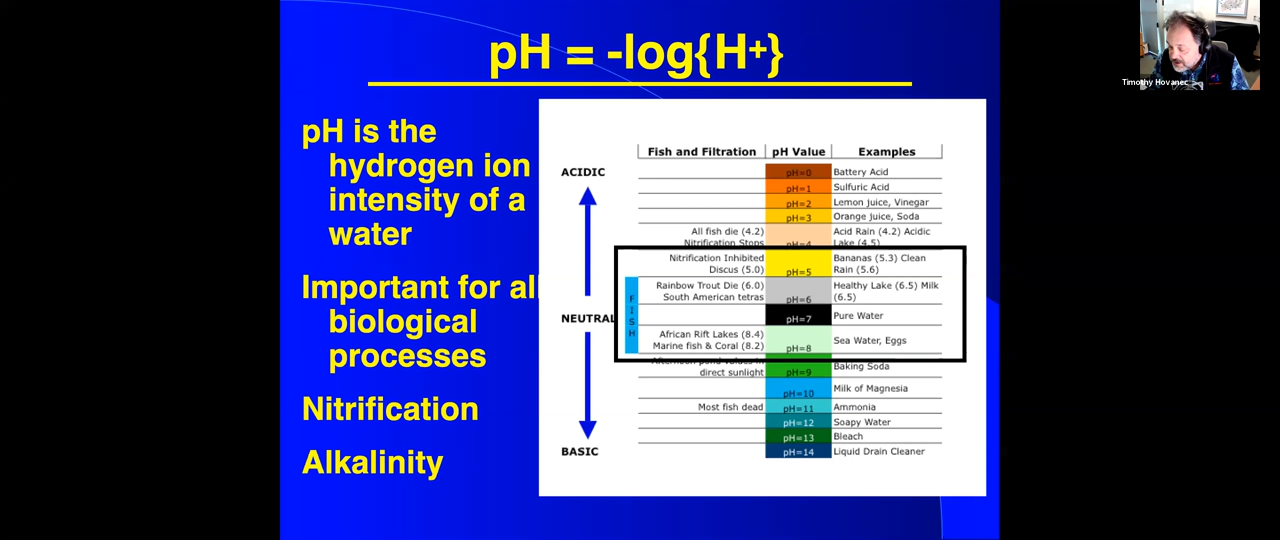 pH = -log{H+}
Timothy Hovanec
pH is the
hydrogen ion
intensity of a
water
Important for all
biological
processes
Nitrification
Alkalinity
Fish and Filtration pH Value Examples
ACIDIC
pH=0 Battery Acid
pH=1 Sulfuric Acid
pH=2 Lemon juice, Vinegar
pH=3 Orange juice, Soda
All fish die (4.2) Acid Rain (4.2) Acidic
Nitrification Stops pH=4 Lake (4.5)
Nitrification Inhibited Bananas (5.3) Clean
Discus (5.0) pH=5 Rain (5.6)
FISH
Rainbow Trout Die (6.0) Healthy Lake (6.5) Milk
South American tetras pH=6 (6.5)
NEUTRAL pH=7 Pure Water
African Rift Lakes (8.4)
Marine fish & Coral (8.2) pH=8 Sea Water, Eggs
Afternoon pond values in
direct sunlight pH=9 Baking Soda
pH=10 Milk of Magnesia
Most fish dead pH=11 Ammonia
pH=12 Soapy Water
pH=13 Bleach
BASIC pH=14 Liquid Drain Cleaner